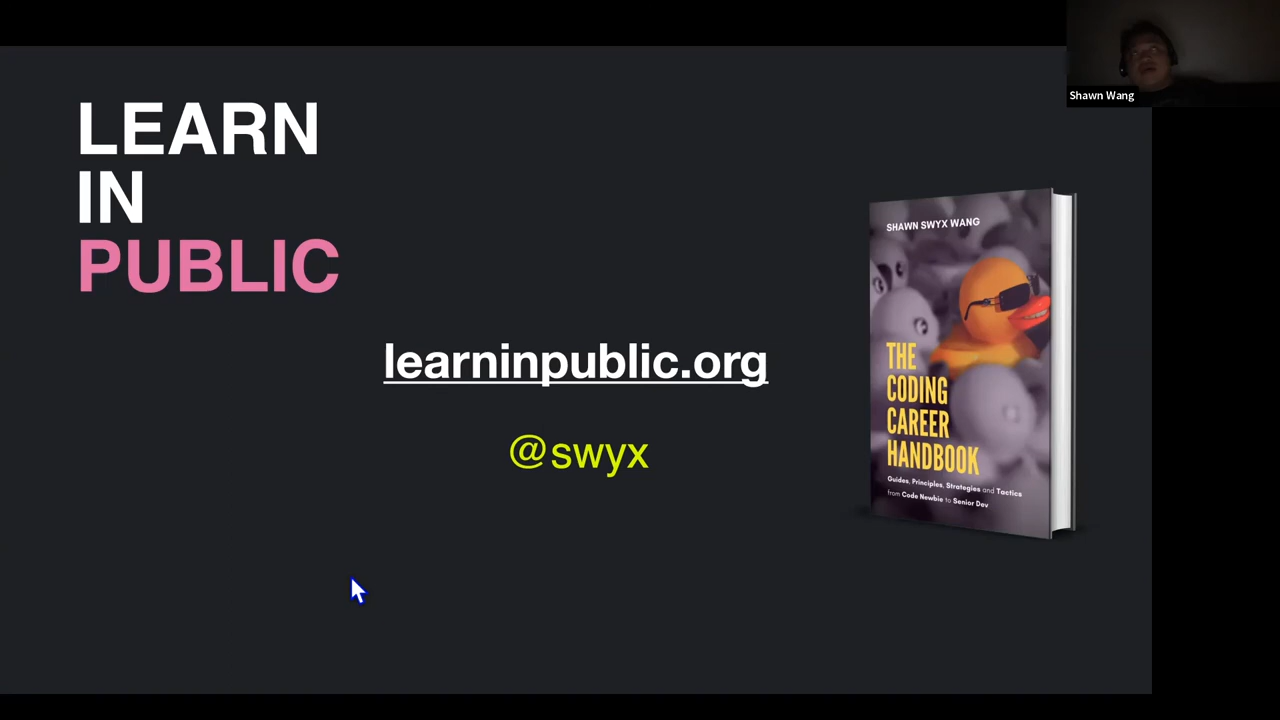 LEARN
IN
PUBLIC
learninpublic.org
@swyx
Shawn Wang
SHAWN SWYX WANG
THE
CODING
CAREER
HANDBOOK
Guides, Principles, Strategies and Tactics
from Code Newbie to Senior Dev